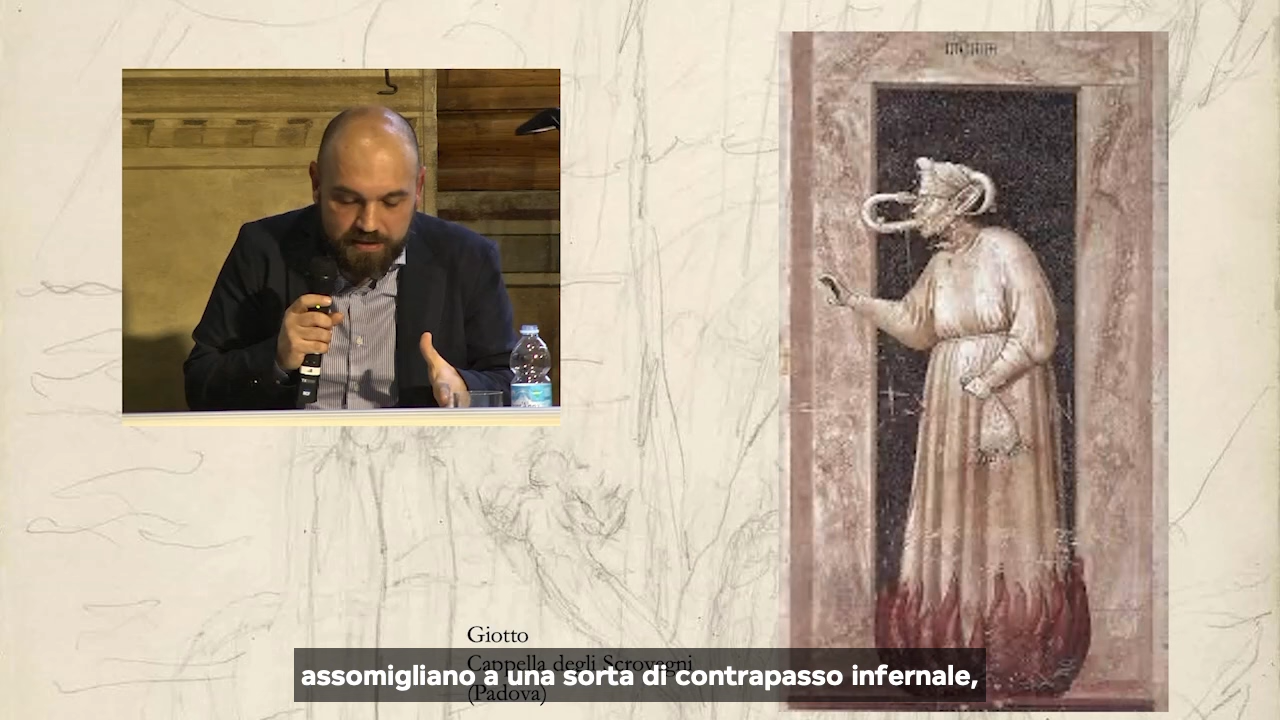 Giotto
Cappella degli Scrovegni
(Padova)
assomigliano a una sorta di contrapasso infernale,